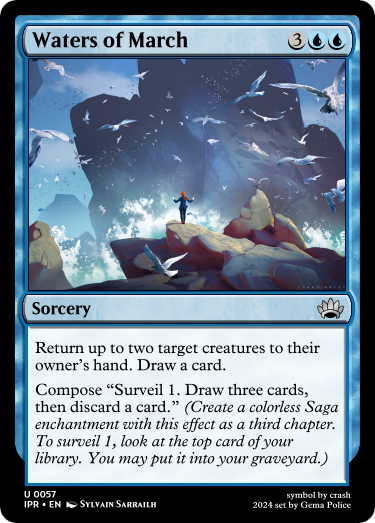 Waters of March 3
Sorcery
Return up to two target creatures to their
owner's hand. Draw a card.
Compose “Surveil 1. Draw three cards,
then discard a card.” (Create a colorless Saga
enchantment with this effect as a third chapter.
To surveil 1, look at the top card of your
library. You may put it into your graveyard.)
U 0057
IPR • EN Sylvain Sarrailh
symbol by crash
2024 set by Gema Police